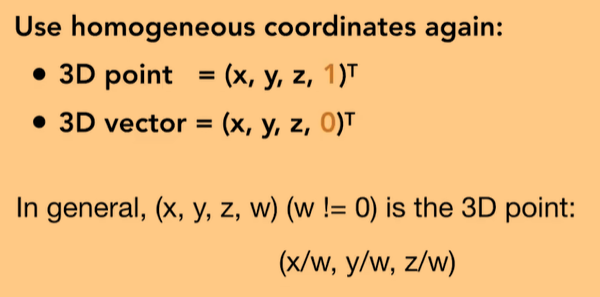 Use homogeneous coordinates again:
• 3D point = (x, y, z, 1)ᵀ
• 3D vector = (x, y, z, 0)ᵀ
In general, (x, y, z, w) (w != 0) is the 3D point:
(x/w, y/w, z/w)